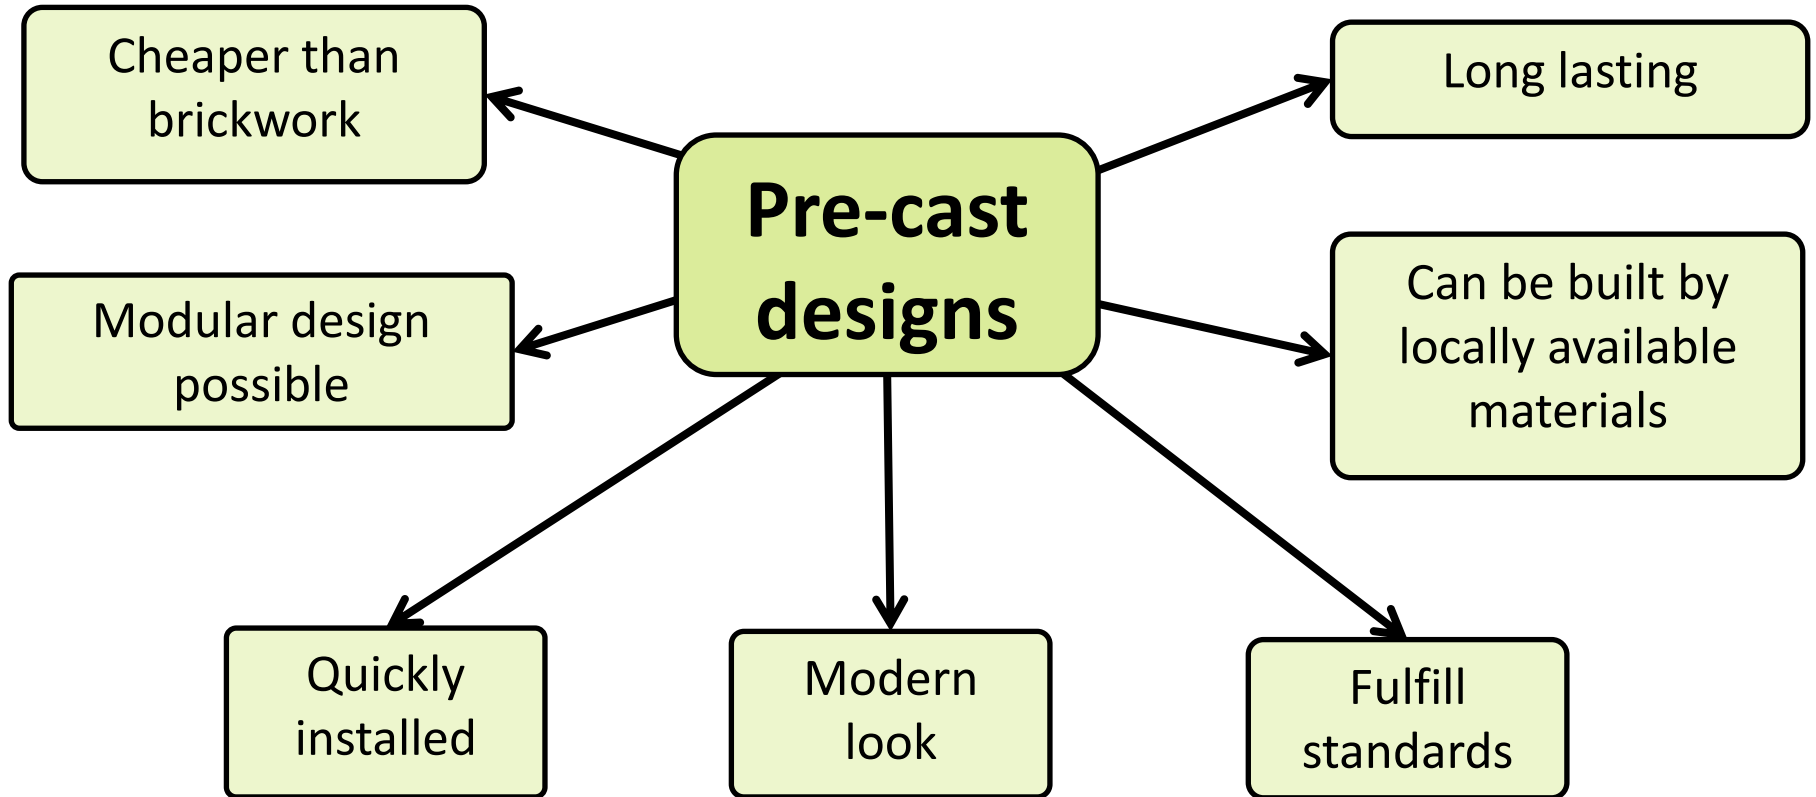 Cheaper than
brickwork
Long lasting
Pre-cast
designs
Modular design
possible
Can be built by
locally available
materials
Quickly
installed
Modern
look
Fulfill
standards